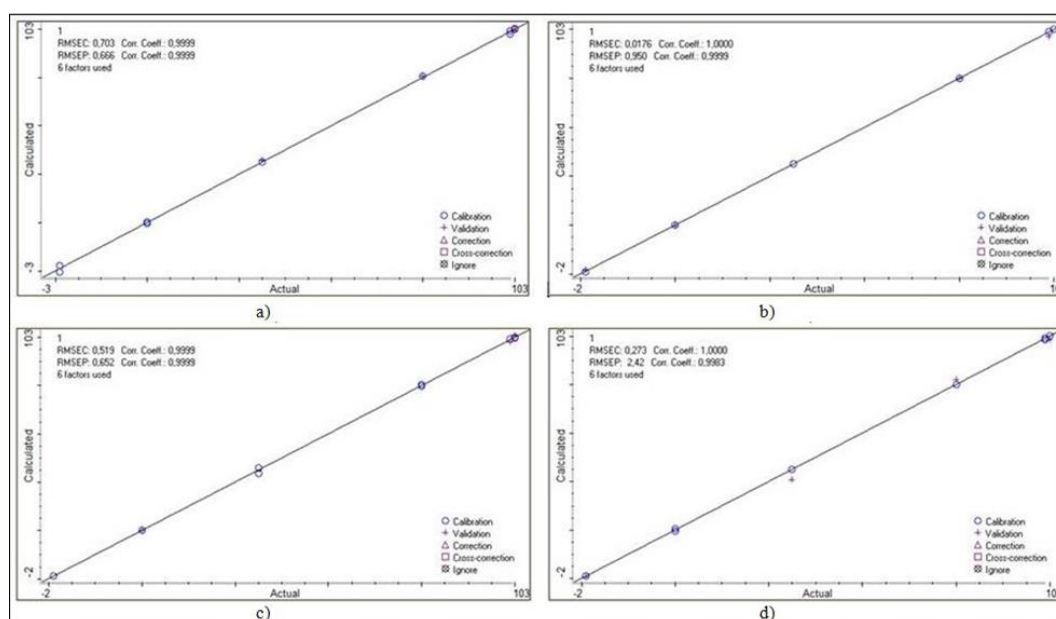 103
1
RMSEC: 0,703 Corr. Coeff.: 0,9999
RMSEP: 0,666 Corr. Coeff.: 0,9999
6 factors used
Calculated
Calibration
Validation
Correction
Cross-correction
Ignore
-3
-3
Actual
103
a)
103
1
RMSEC: 0,0176 Corr. Coeff.: 1,0000
RMSEP: 0,950 Corr. Coeff.: 0,9999
6 factors used
Calculated
Calibration
Validation
Correction
Cross-correction
Ignore
-2
-2
Actual
10
b)
103
1
RMSEC: 0,519 Corr. Coeff.: 0,9999
RMSEP: 0,652 Corr. Coeff.: 0,9999
6 factors used
Calculated
Calibration
Validation
Correction
Cross-correction
Ignore
-2
-2
Actual
103
c)
103
1
RMSEC: 0,273 Corr. Coeff.: 1,0000
RMSEP: 2,42 Corr. Coeff.: 0,9983
6 factors used
Calculated
Calibration
Validation
Correction
Cross-correction
Ignore
-2
-2
Actual
10
d)